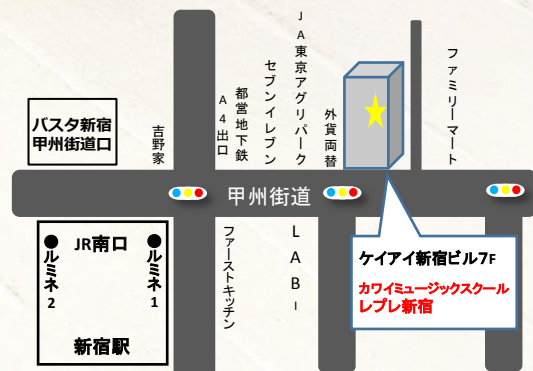 バスタ新宿
甲州街道口
吉野家
A4出口
都営地下鉄
セブンイレブン
JA東京アグリパーク
外貨両替
ファミリーマート
甲州街道
JR南口
●ルミネ2
●ルミネ1
新宿駅
ファーストキッチン
LABI
ケイアイ新宿ビル7F
カワイミュージックスクール
レプレ新宿